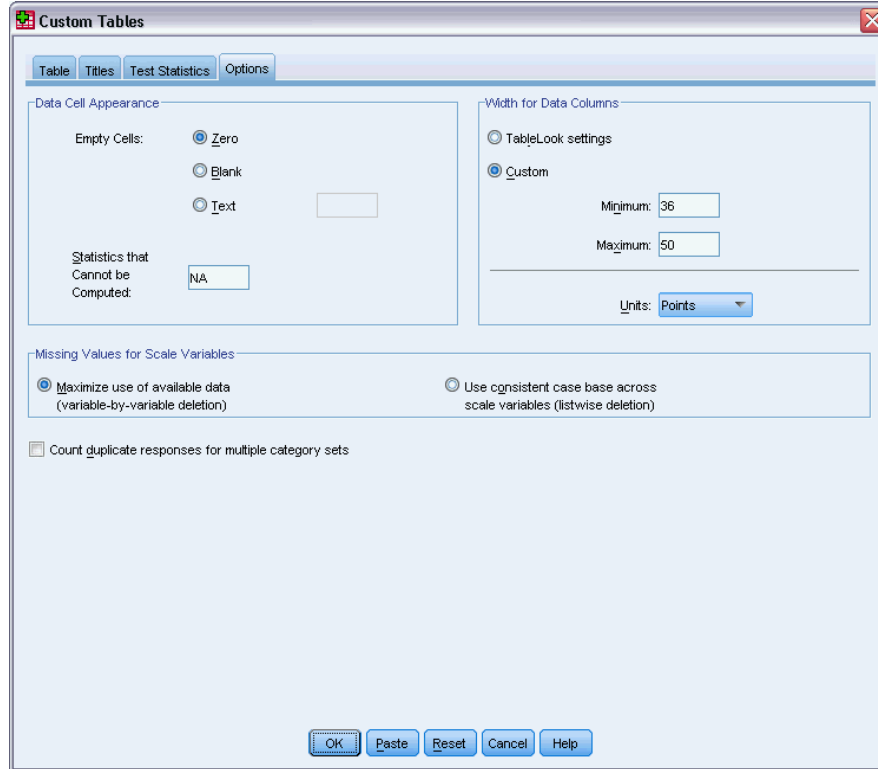 Custom Tables
Table Titles Test Statistics Options
Data Cell Appearance
Empty Cells:
Zero
Blank
Text
Statistics that
Cannot be
Computed:
NA
Width for Data Columns
TableLook settings
Custom
Minimum: 36
Maximum: 50
Units: Points
Missing Values for Scale Variables
Maximize use of available data
(variable-by-variable deletion)
Use consistent case base across
scale variables (listwise deletion)
Count duplicate responses for multiple category sets
OK Paste Reset Cancel Help